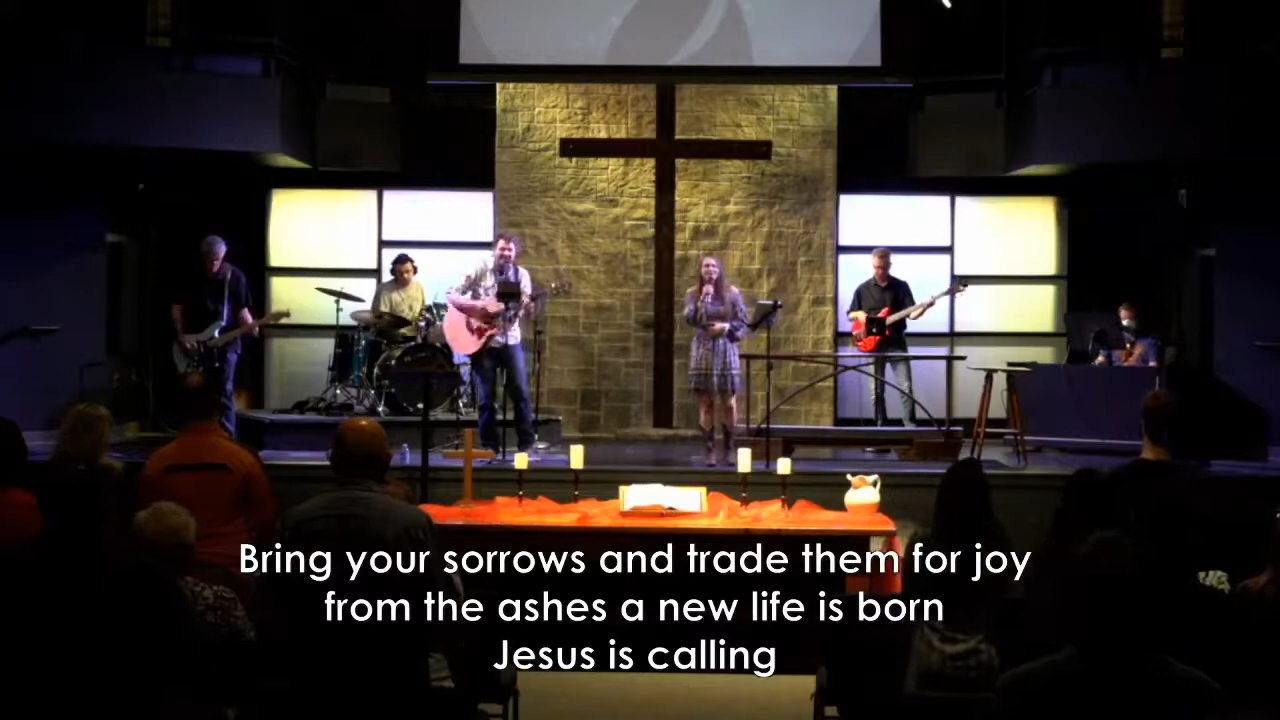 Bring your sorrows and trade them for joy
from the ashes a new life is born
Jesus is calling